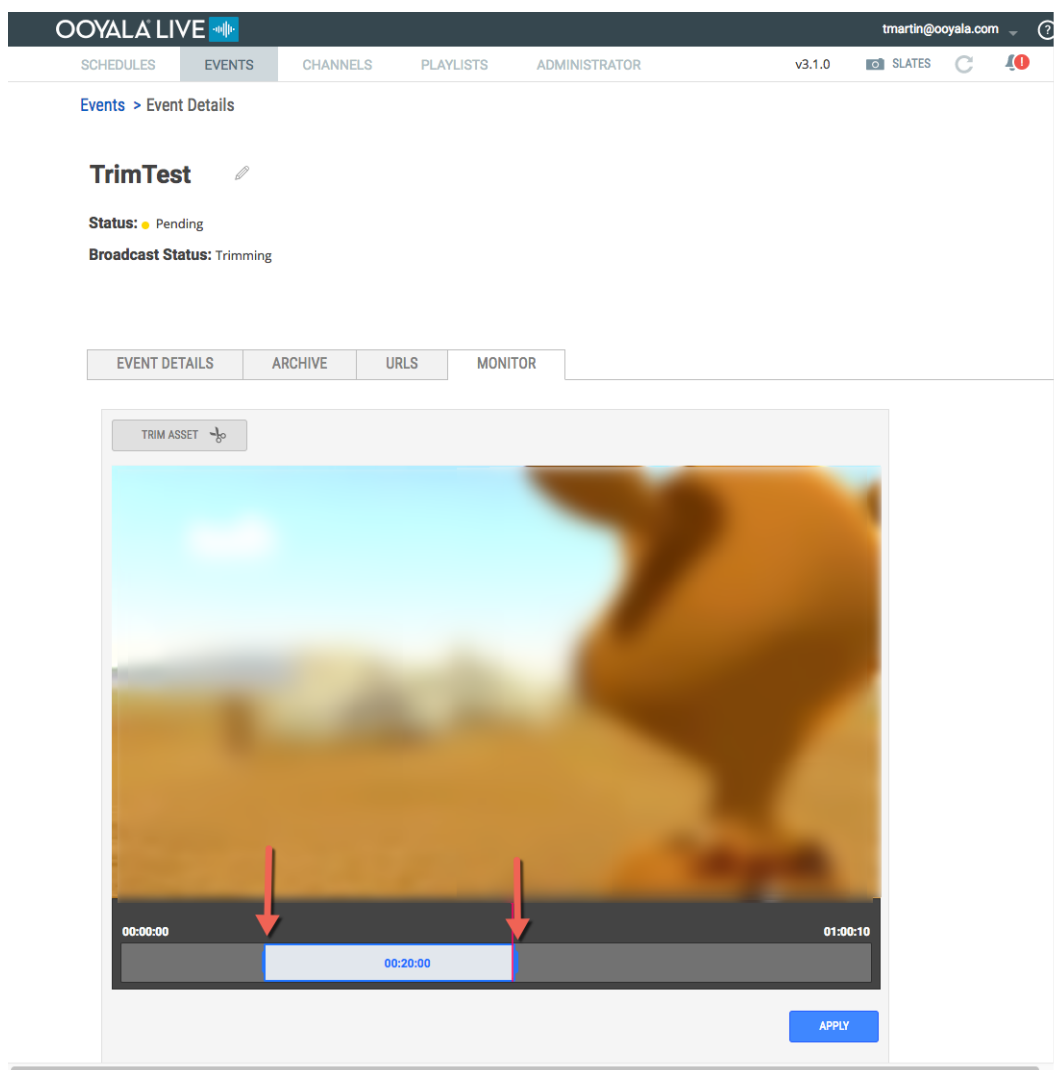 OOYALA LIVE
tmartin@ooyala.com ?
SCHEDULES EVENTS CHANNELS PLAYLISTS ADMINISTRATOR v3.1.0 SLATES !
Events > Event Details
TrimTest
Status: Pending
Broadcast Status: Trimming
EVENT DETAILS ARCHIVE URLS MONITOR
TRIM ASSET
00:00:00 01:00:10
00:20:00
APPLY